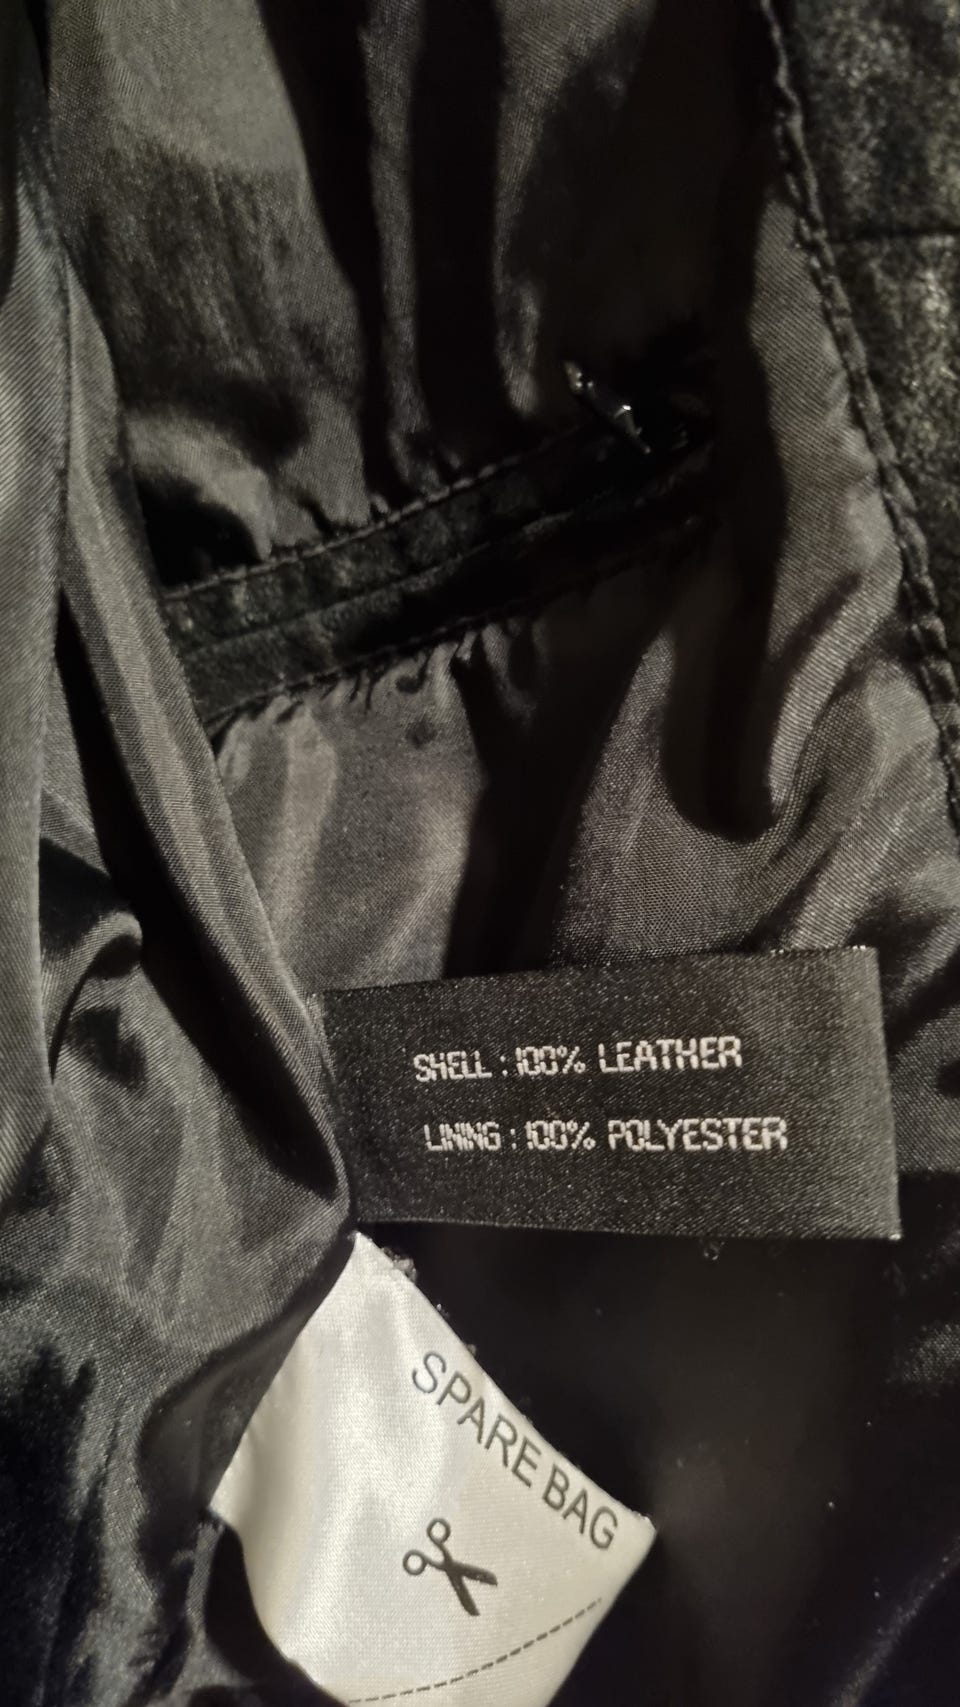 SHELL : 100% LEATHER
LINING : 100% POLYESTER
SPARE BAG